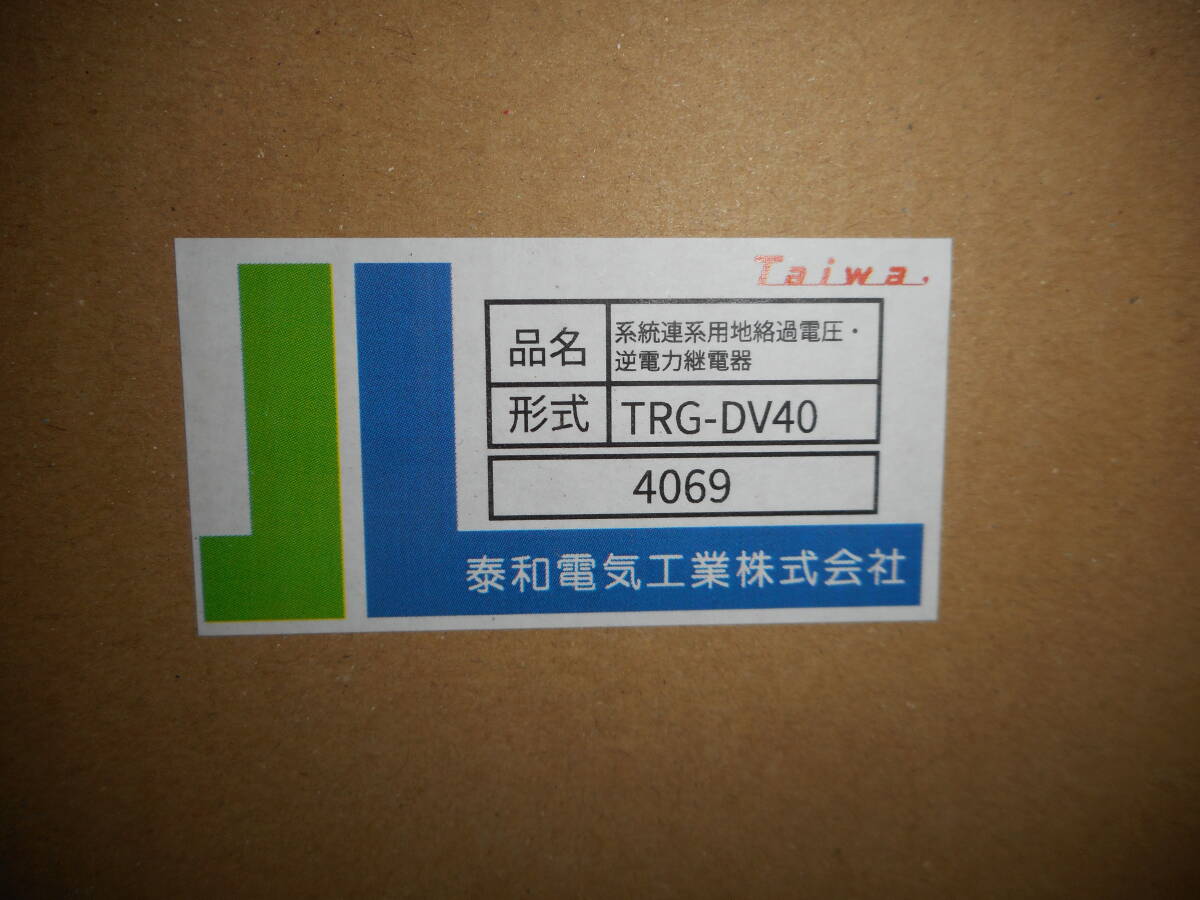 Taiwa.
品名
系統連系用地絡過電圧・
逆電力継電器
形式
TRG-DV40
4069
泰和電気工業株式会社